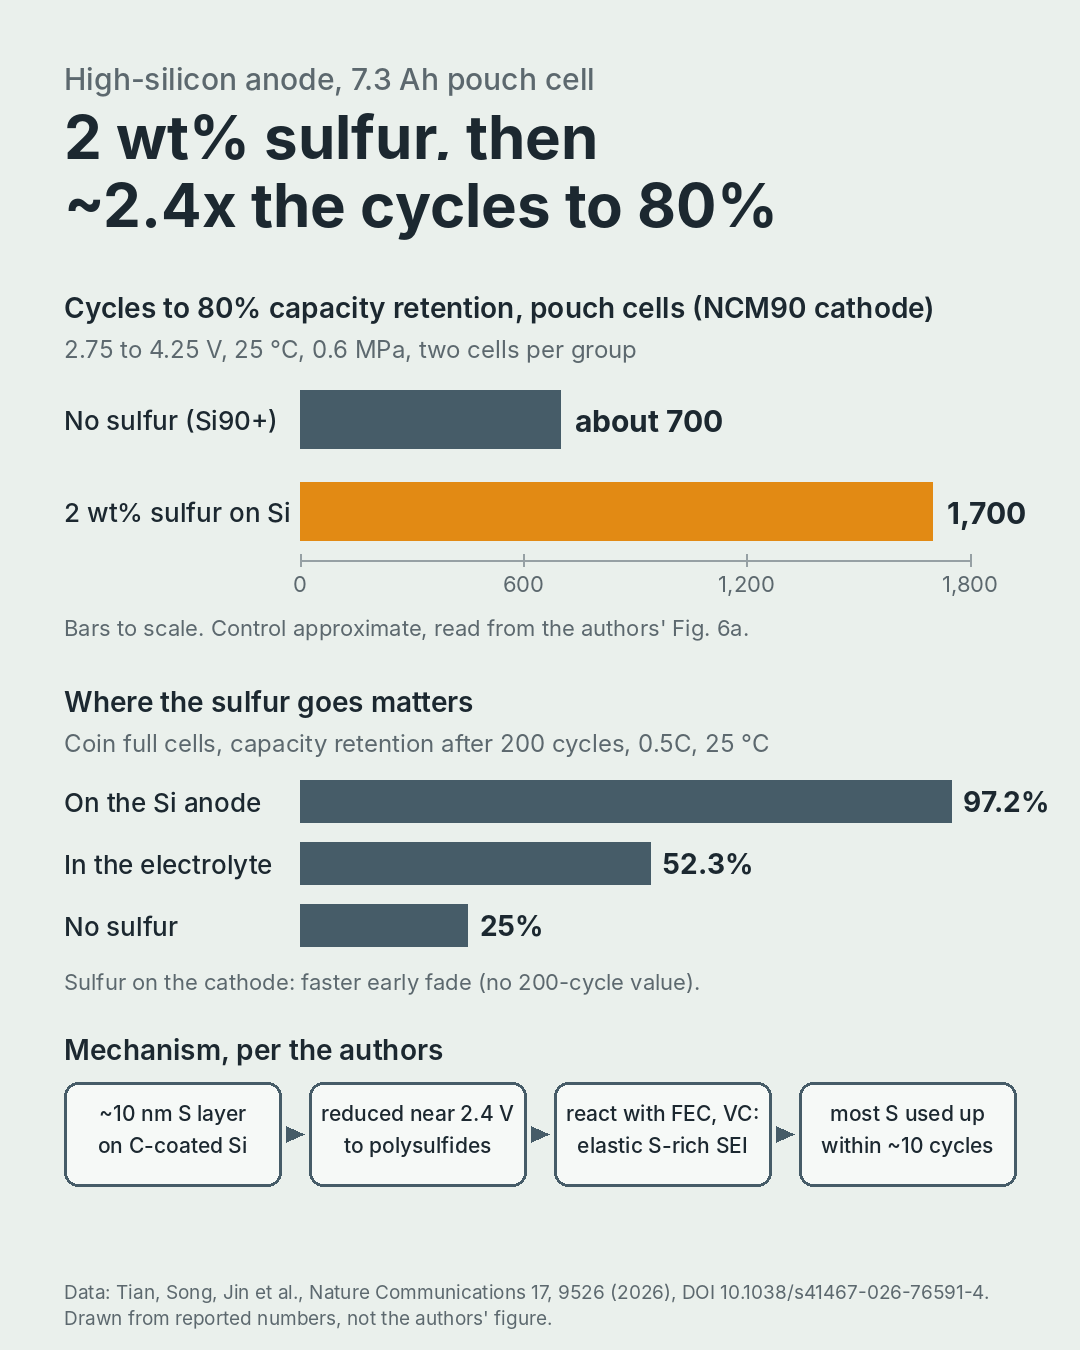 High-silicon anode, 7.3 Ah pouch cell
2 wt% sulfur, then
~2.4x the cycles to 80%
Cycles to 80% capacity retention, pouch cells (NCM90 cathode)
2.75 to 4.25 V, 25 °C, 0.6 MPa, two cells per group
No sulfur (Si90+)
about 700
2 wt% sulfur on Si
1,700
0
600
1,200
1,800
Bars to scale. Control approximate, read from the authors' Fig. 6a.
Where the sulfur goes matters
Coin full cells, capacity retention after 200 cycles, 0.5C, 25 °C
On the Si anode
97.2%
In the electrolyte
52.3%
No sulfur
25%
Sulfur on the cathode: faster early fade (no 200-cycle value).
Mechanism, per the authors
~10 nm S layer
on C-coated Si
reduced near 2.4 V
to polysulfides
react with FEC, VC:
elastic S-rich SEI
most S used up
within ~10 cycles
Data: Tian, Song, Jin et al., Nature Communications 17, 9526 (2026), DOI 10.1038/s41467-026-76591-4.
Drawn from reported numbers, not the authors' figure.